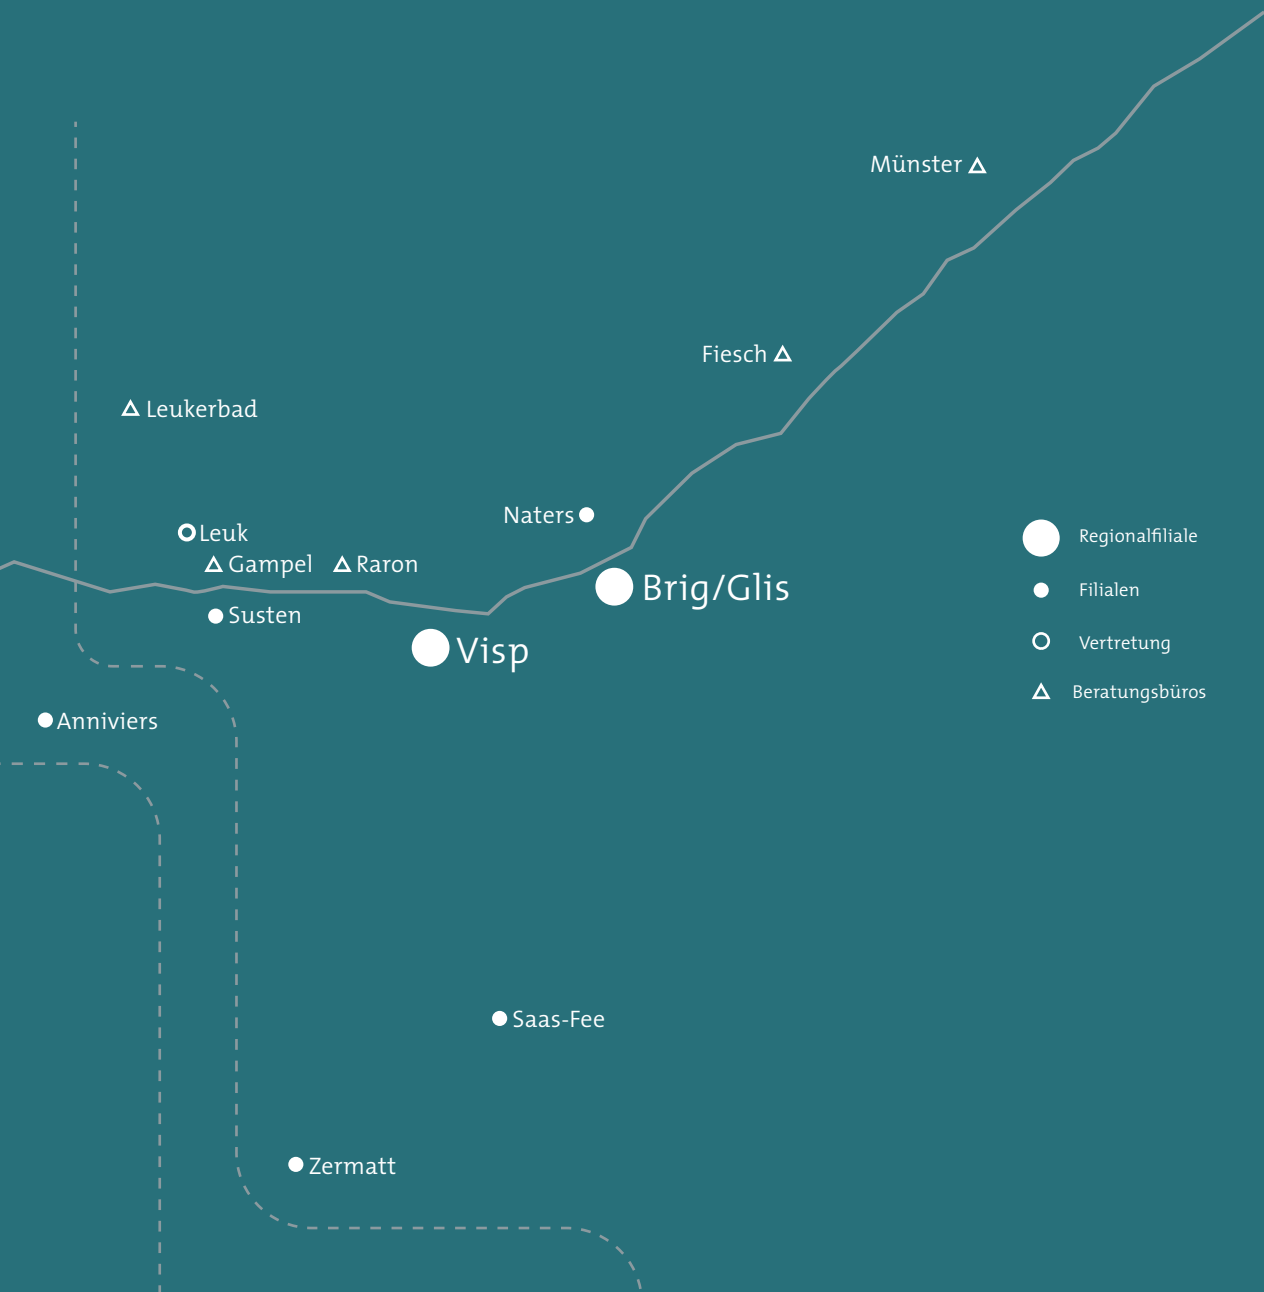 Münster
Fiesch
Leukerbad
Naters
Leuk
Gampel
Raron
Brig/Glis
Susten
Visp
Anniviers
Saas-Fee
Zermatt
Regionalfiliale
Filialen
Vertretung
Beratungsbüros